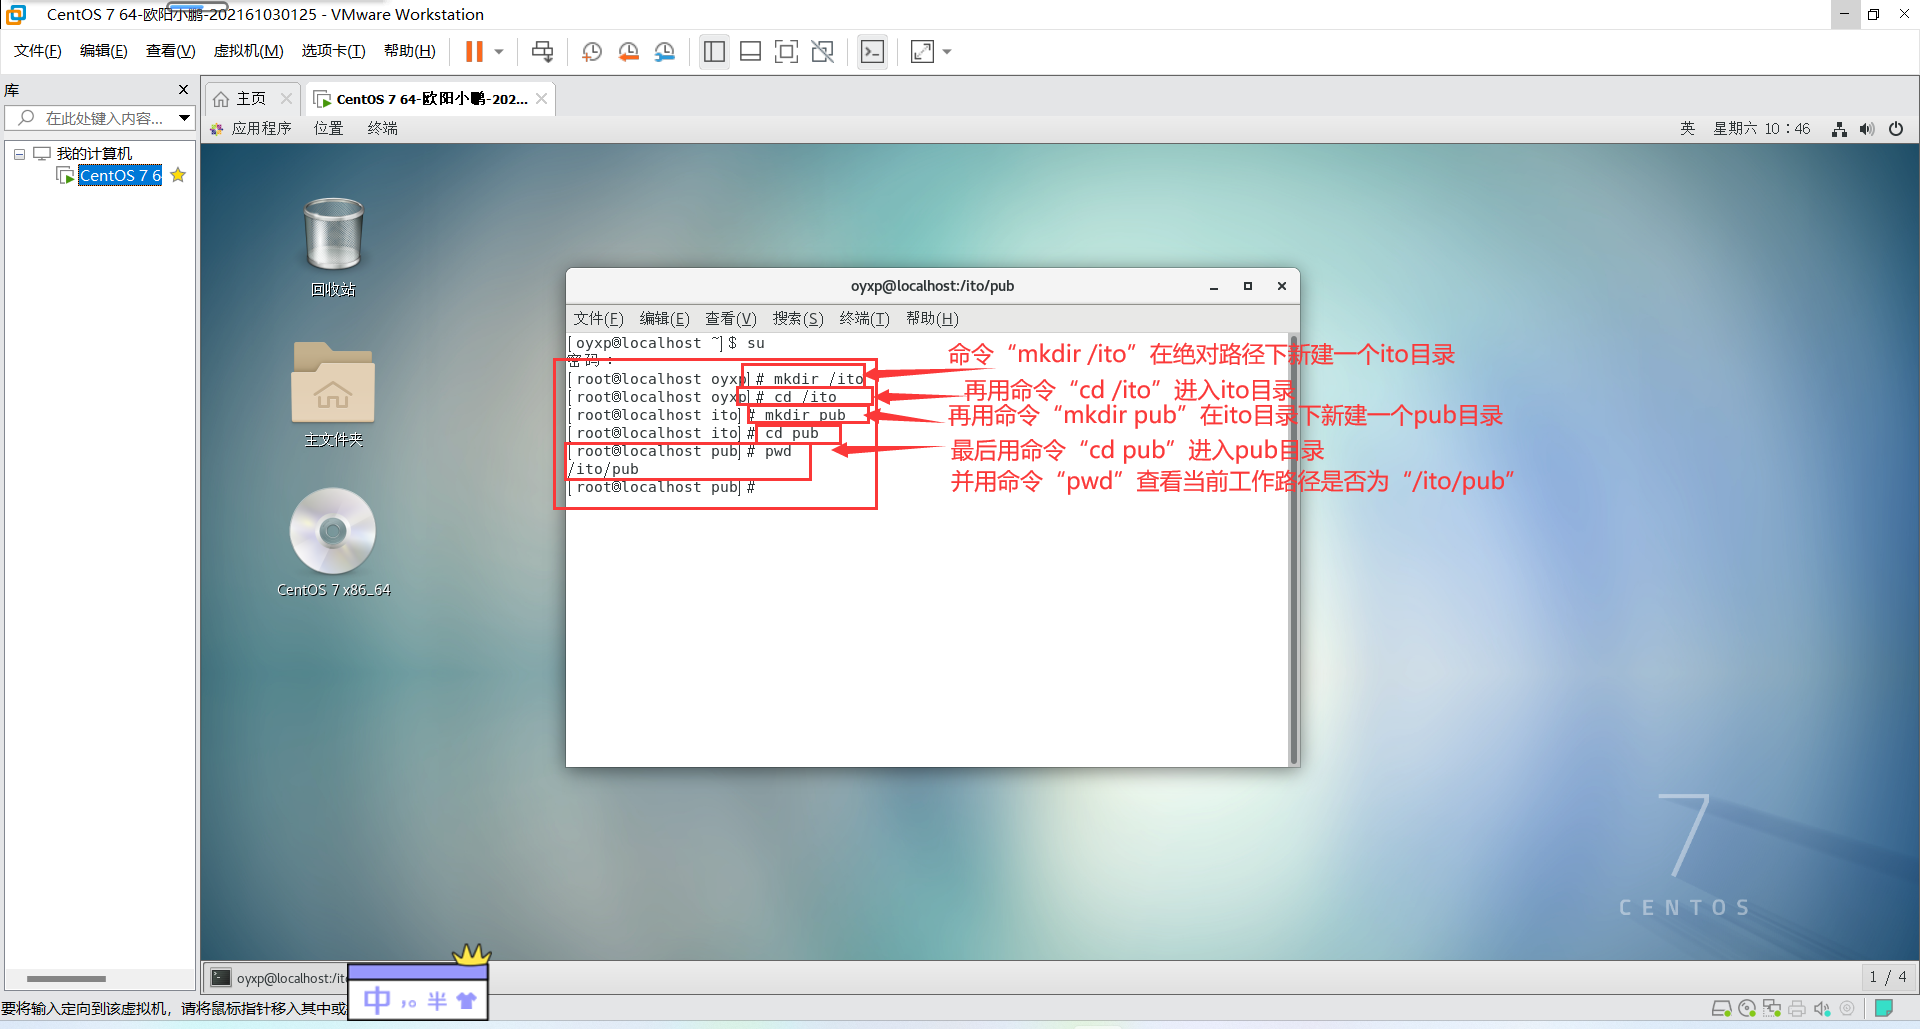 CentOS 7 64-欧阳小鹏-202161030125 - VMware Workstation
文件(F) 编辑(E) 查看(V) 虚拟机(M) 选项卡(T) 帮助(H)
库
在此处键入内容...
我的计算机
CentOS 7 6
主页
CentOS 7 64-欧阳小鹏-202...
应用程序 位置 终端
英 星期六 10：46
回收站
主文件夹
CentOS 7 x86_64
oyxp@localhost:/ito/pub
文件(F) 编辑(E) 查看(V) 搜索(S) 终端(T) 帮助(H)
[oyxp@localhost ~]$ su
密码：
[root@localhost oyxp]# mkdir /ito
[root@localhost oyxp]# cd /ito
[root@localhost ito]# mkdir pub
[root@localhost ito]# cd pub
[root@localhost pub]# pwd
/ito/pub
[root@localhost pub]#
命令“mkdir /ito”在绝对路径下新建一个ito目录
再用命令“cd /ito”进入ito目录
再用命令“mkdir pub”在ito目录下新建一个pub目录
最后用命令“cd pub”进入pub目录
并用命令“pwd”查看当前工作路径是否为“/ito/pub”
7
CENTOS
oyxp@localhost:/it
1 / 4
中 ，。 半
要将输入定向到该虚拟机，请将鼠标指针移入其中或